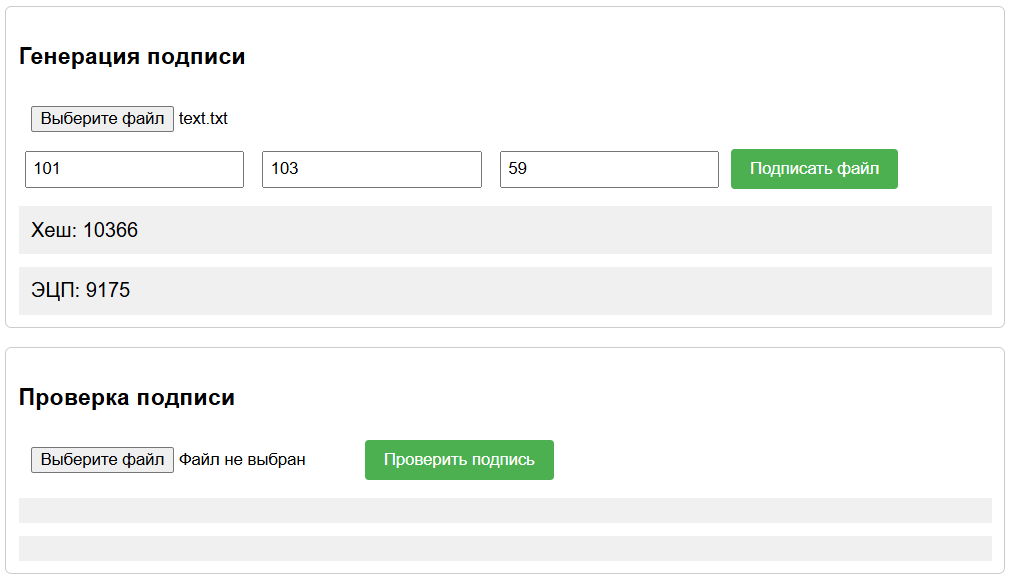 Генерация подписи
Выберите файл text.txt
101 103 59 Подписать файл
Хеш: 10366
ЭЦП: 9175
Проверка подписи
Выберите файл Файл не выбран Проверить подпись